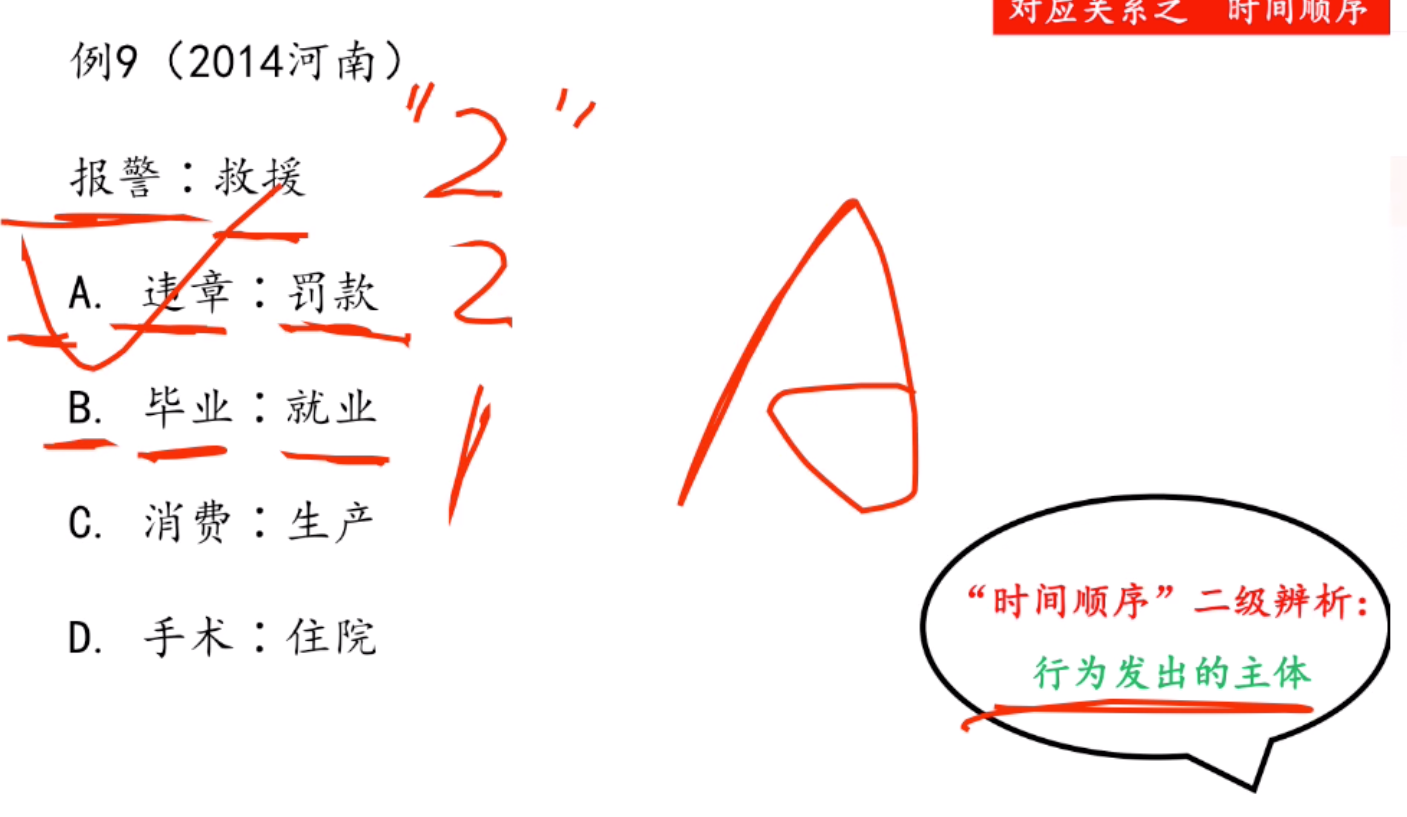 对应关系之 时间顺序
例9（2014河南）
"2"
报警：救援
A. 违章：罚款 2
B. 毕业：就业 1
C. 消费：生产
D. 手术：住院
A
“时间顺序”二级辨析：
行为发出的主体